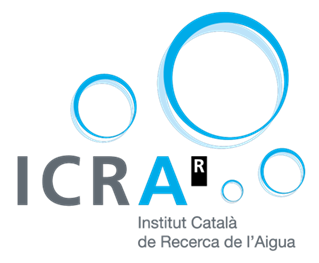 ICRA R
Institut Català
de Recerca de l'Aigua